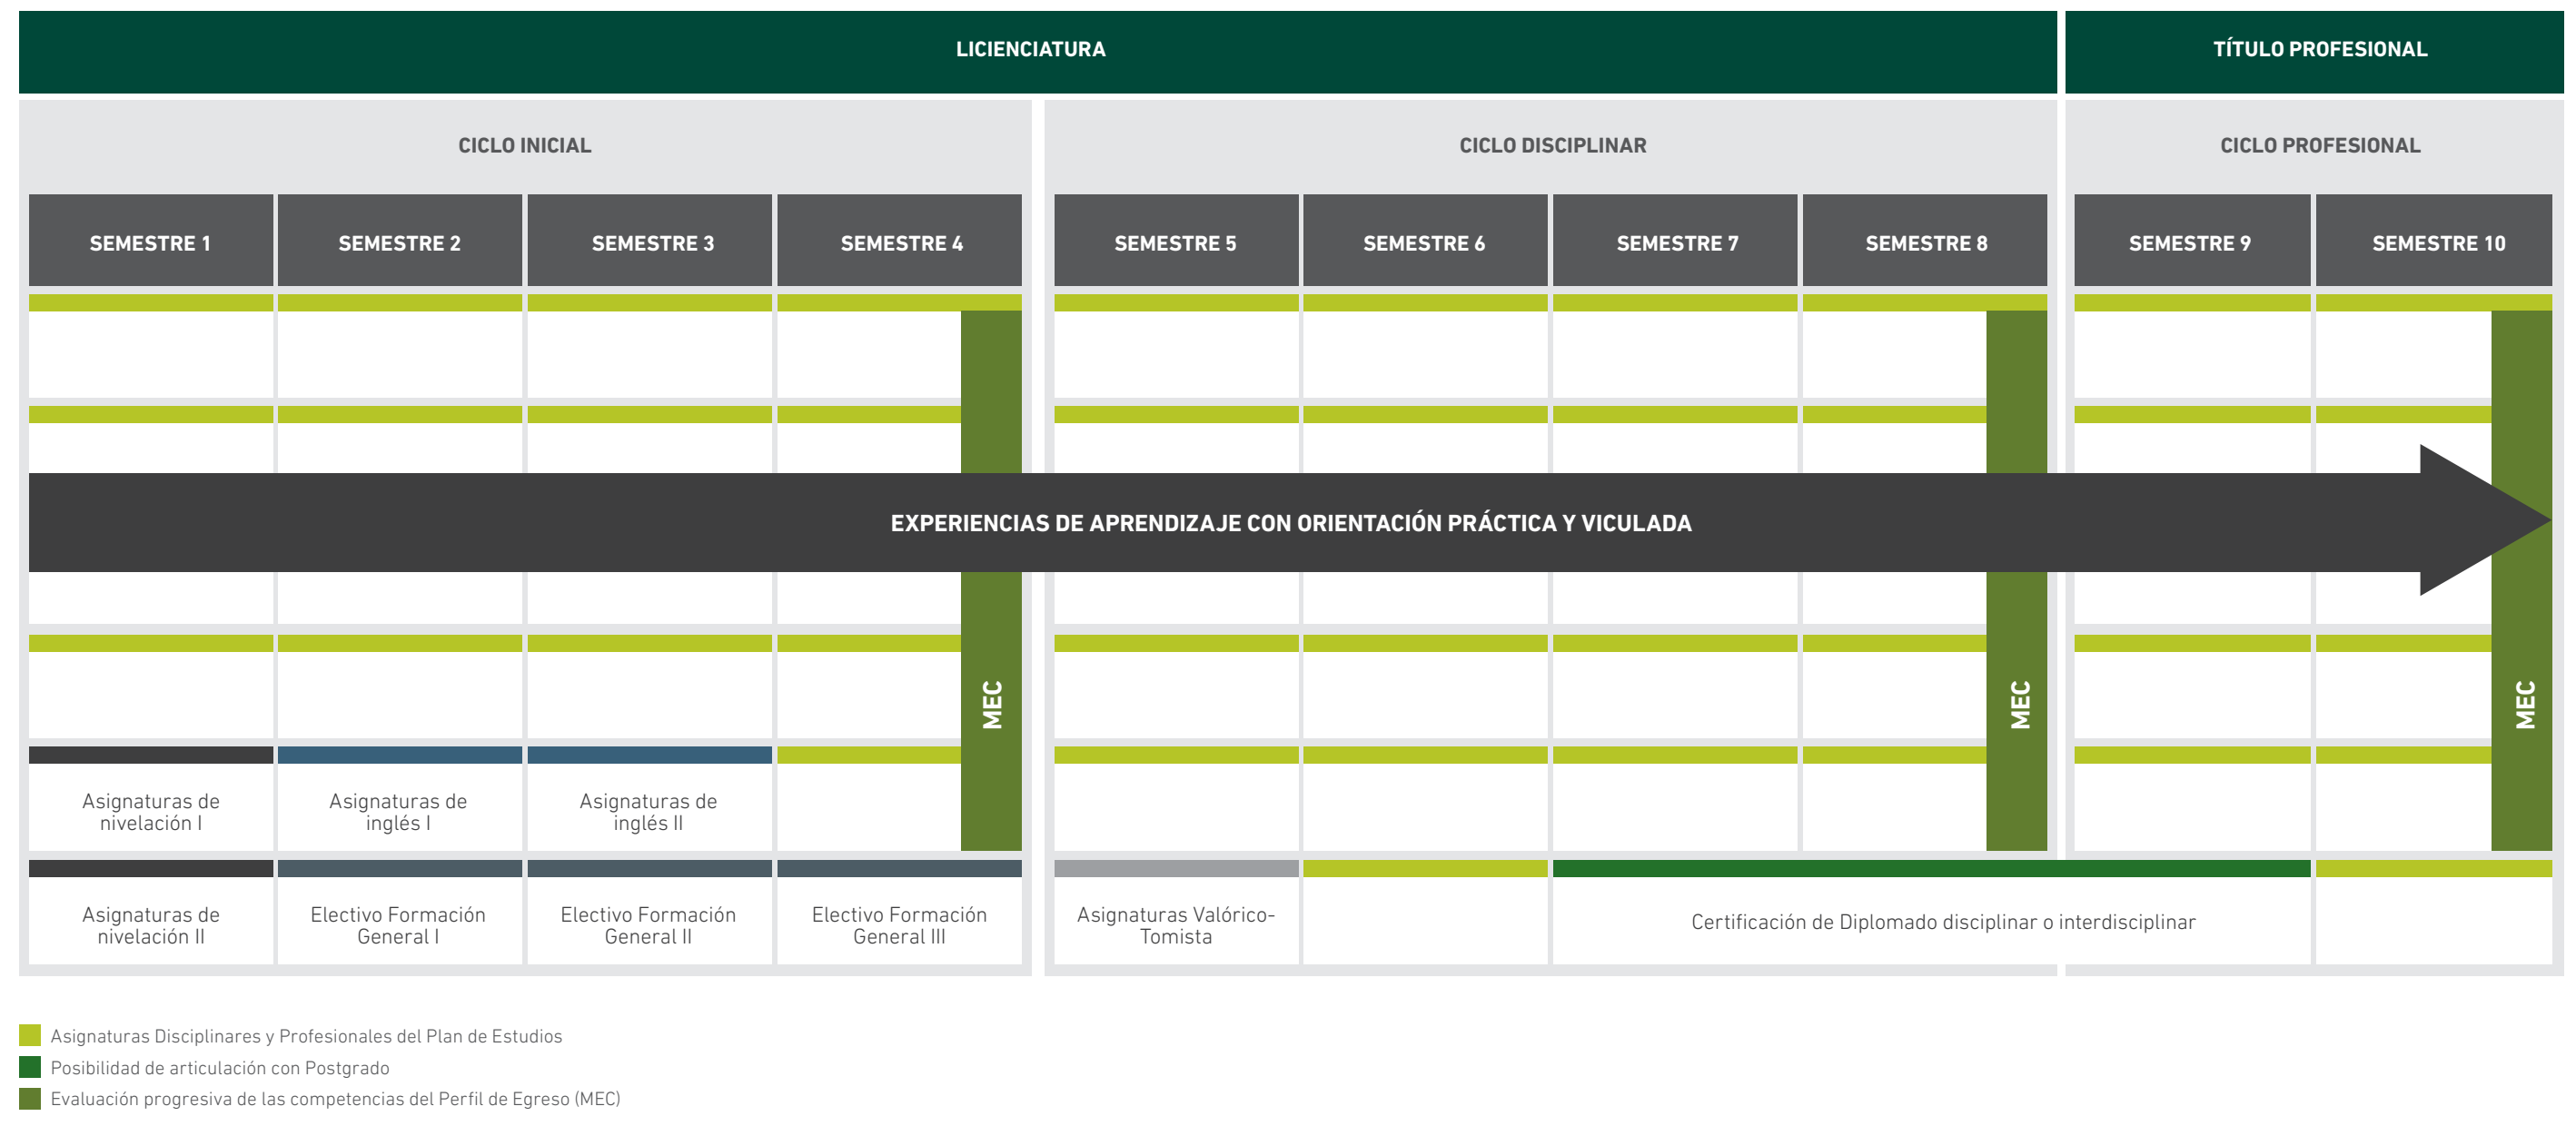 LICIENCIATURA
TÍTULO PROFESIONAL
CICLO INICIAL
CICLO DISCIPLINAR
CICLO PROFESIONAL
SEMESTRE 1
SEMESTRE 2
SEMESTRE 3
SEMESTRE 4
SEMESTRE 5
SEMESTRE 6
SEMESTRE 7
SEMESTRE 8
SEMESTRE 9
SEMESTRE 10
EXPERIENCIAS DE APRENDIZAJE CON ORIENTACIÓN PRÁCTICA Y VICULADA
MEC
MEC
MEC
Asignaturas de
nivelación I
Asignaturas de
inglés I
Asignaturas de
inglés II
Asignaturas de
nivelación II
Electivo Formación
General I
Electivo Formación
General II
Electivo Formación
General III
Asignaturas Valórico-
Tomista
Certificación de Diplomado disciplinar o interdisciplinar
Asignaturas Disciplinares y Profesionales del Plan de Estudios
Posibilidad de articulación con Postgrado
Evaluación progresiva de las competencias del Perfil de Egreso (MEC)